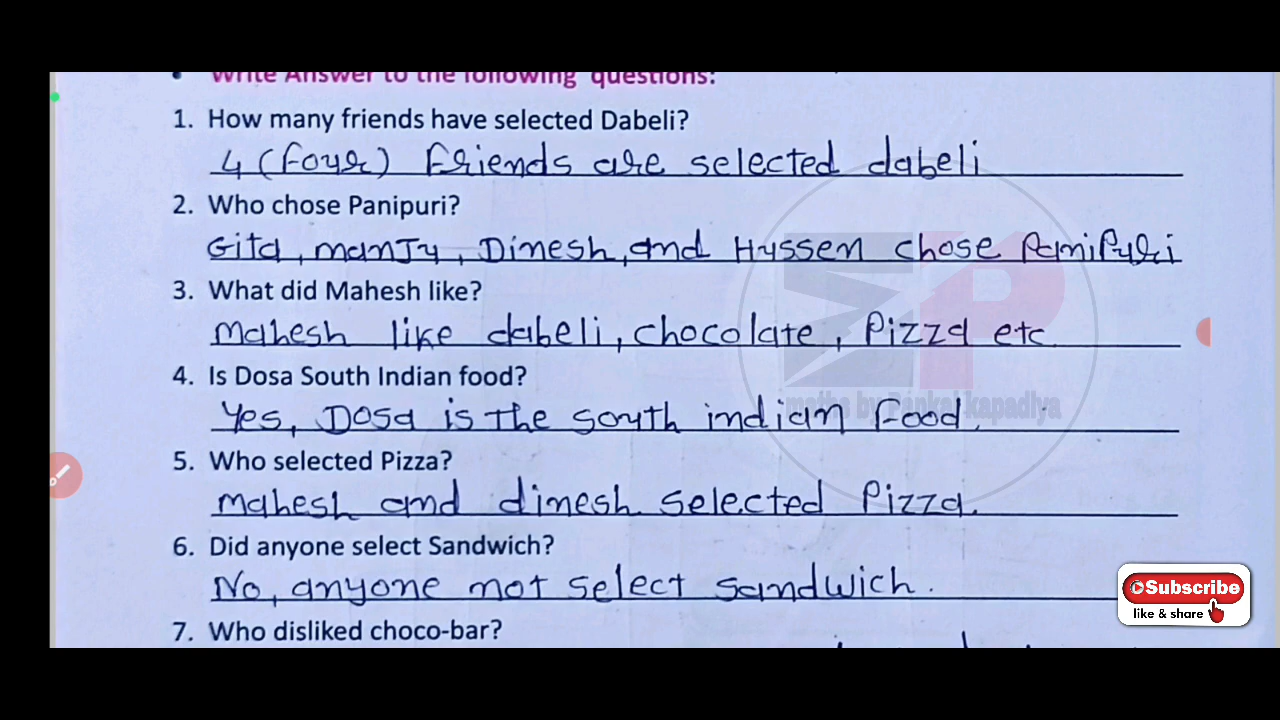 • Write Answer to the following questions:
1. How many friends have selected Dabeli?
4 (four) friends are selected dabeli
2. Who chose Panipuri?
Gita, manju, Dinesh, and Hussen chose Panipuri
3. What did Mahesh like?
Mahesh like dabeli, chocolate, Pizza etc.
4. Is Dosa South Indian food?
Yes, Dosa is the south indian Food.
maths by Pankaj kapadiya
5. Who selected Pizza?
Mahesh and dinesh selected Pizza.
6. Did anyone select Sandwich?
No, anyone not select sandwich.
Subscribe
like & share
7. Who disliked choco-bar?